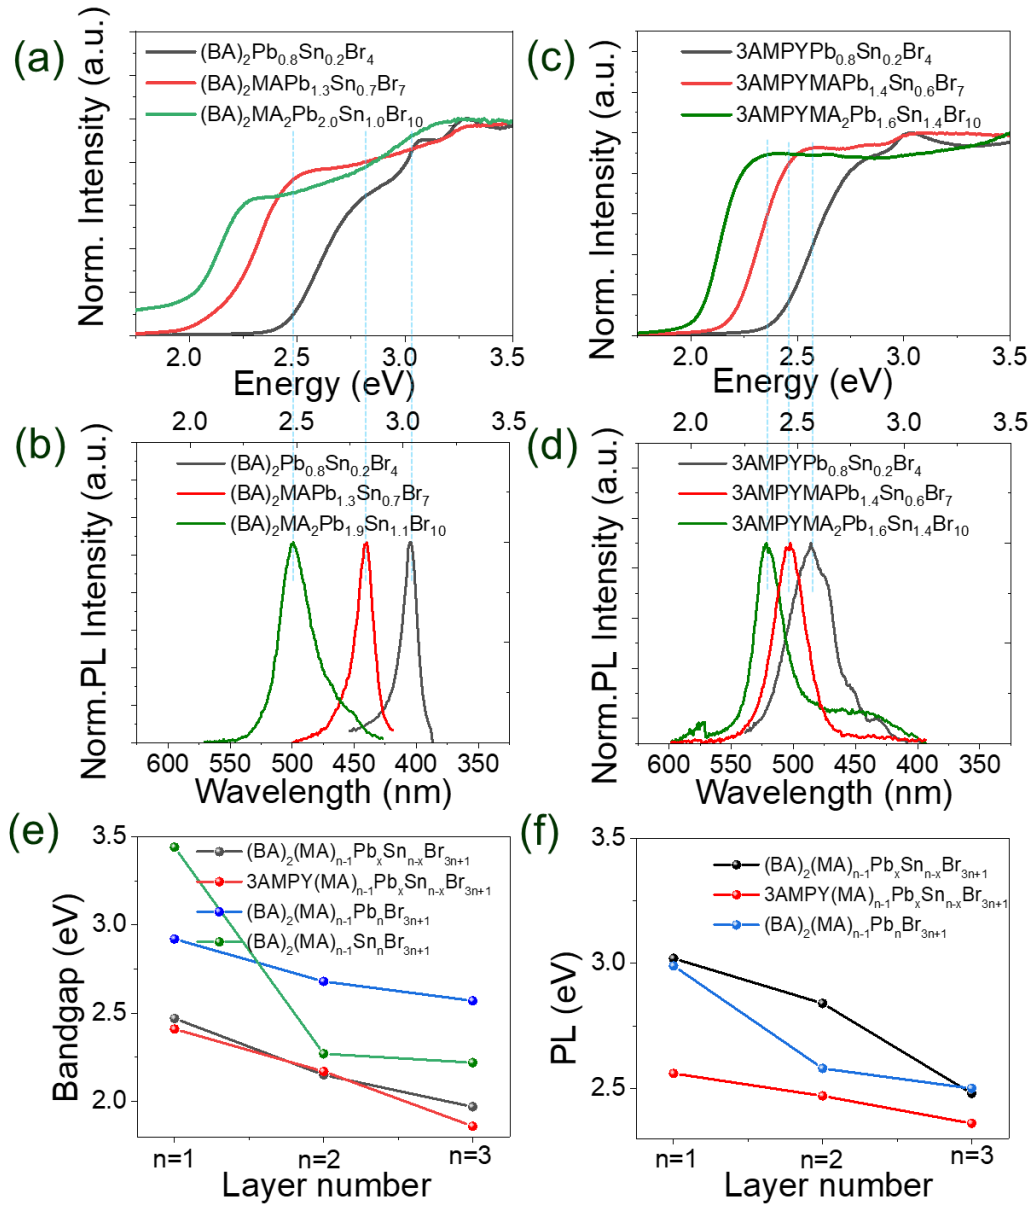 (a)
Norm. Intensity (a.u.)
(BA)₂Pb₀.₈Sn₀.₂Br₄
(BA)₂MAPb₁.₃Sn₀.₇Br₇
(BA)₂MA₂Pb₂.₀Sn₁.₀Br₁₀
2.0 2.5 3.0 3.5
Energy (eV)
(c)
Norm. Intensity (a.u.)
3AMPYPb₀.₈Sn₀.₂Br₄
3AMPYMAPb₁.₄Sn₀.₆Br₇
3AMPYMA₂Pb₁.₆Sn₁.₄Br₁₀
2.0 2.5 3.0 3.5
Energy (eV)
(b)
2.0 2.5 3.0 3.5
Norm.PL Intensity (a.u.)
(BA)₂Pb₀.₈Sn₀.₂Br₄
(BA)₂MAPb₁.₃Sn₀.₇Br₇
(BA)₂MA₂Pb₁.₉Sn₁.₁Br₁₀
600 550 500 450 400 350
Wavelength (nm)
(d)
2.0 2.5 3.0 3.5
Norm.PL Intensity (a.u.)
3AMPYPb₀.₈Sn₀.₂Br₄
3AMPYMAPb₁.₄Sn₀.₆Br₇
3AMPYMA₂Pb₁.₆Sn₁.₄Br₁₀
600 550 500 450 400 350
Wavelength (nm)
(e)
Bandgap (eV)
3.5
3.0
2.5
2.0
(BA)₂(MA)ₙ₋₁PbₓSnₙ₋ₓBr₃ₙ₊₁
3AMPY(MA)ₙ₋₁PbₓSnₙ₋ₓBr₃ₙ₊₁
(BA)₂(MA)ₙ₋₁PbₙBr₃ₙ₊₁
(BA)₂(MA)ₙ₋₁SnₙBr₃ₙ₊₁
n=1 n=2 n=3
Layer number
(f)
PL (eV)
3.5
3.0
2.5
(BA)₂(MA)ₙ₋₁PbₓSnₙ₋ₓBr₃ₙ₊₁
3AMPY(MA)ₙ₋₁PbₓSnₙ₋ₓBr₃ₙ₊₁
(BA)₂(MA)ₙ₋₁PbₙBr₃ₙ₊₁
n=1 n=2 n=3
Layer number